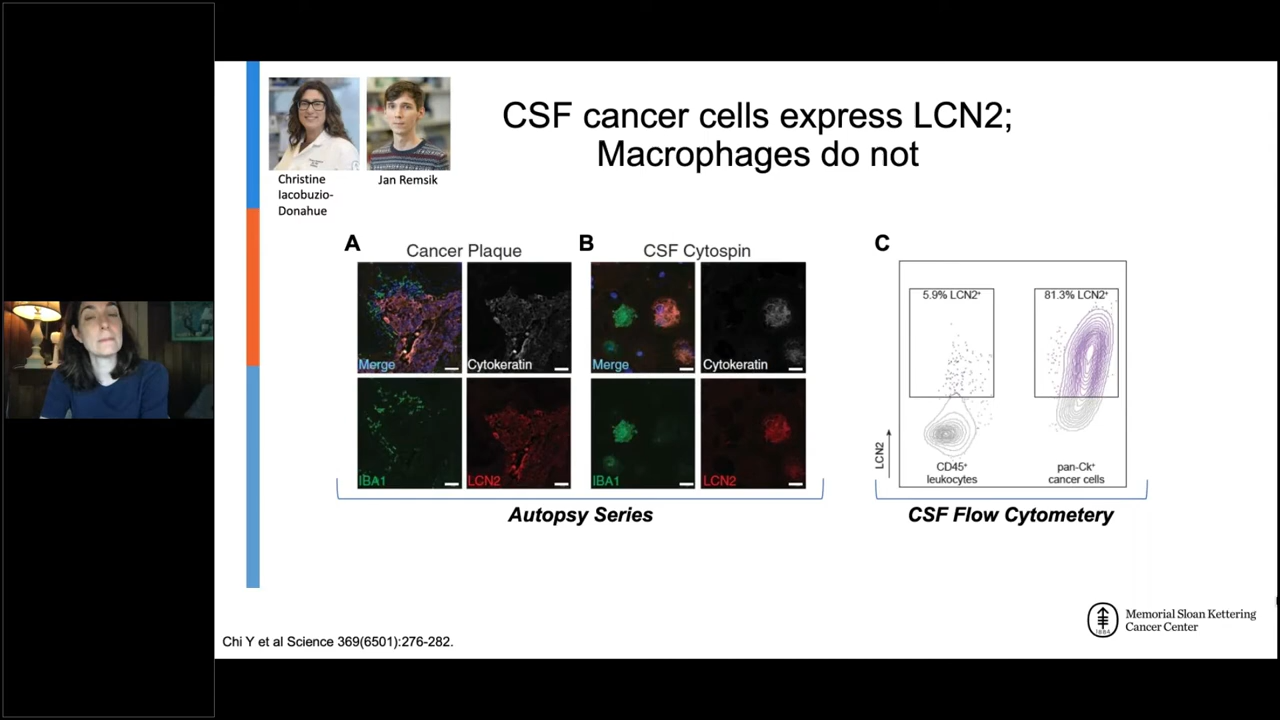 CSF cancer cells express LCN2;
Macrophages do not
Christine
Iacobuzio-
Donahue
Jan Remsik
A
Cancer Plaque
B
CSF Cytospin
C
Merge
Cytokeratin
Merge
Cytokeratin
IBA1
LCN2
IBA1
LCN2
5.9% LCN2⁺
81.3% LCN2⁺
LCN2
CD45⁺
leukocytes
pan-Ck⁺
cancer cells
Autopsy Series
CSF Flow Cytometery
1884
Memorial Sloan Kettering
Cancer Center
Chi Y et al Science 369(6501):276-282.